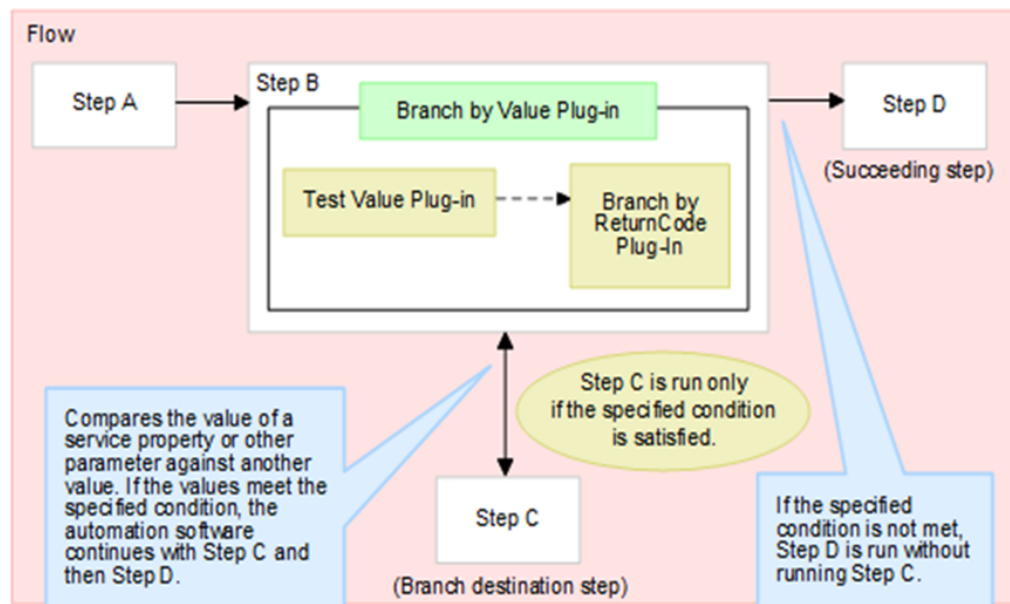 Flow
Step A
Step B
Branch by Value Plug-in
Test Value Plug-in
Branch by
ReturnCode
Plug-In
Step D
(Succeeding step)
Step C is run only
if the specified condition
is satisfied.
Compares the value of a
service property or other
parameter against another
value. If the values meet the
specified condition, the
automation software
continues with Step C and
then Step D.
Step C
(Branch destination step)
If the specified
condition is not met,
Step D is run without
running Step C.